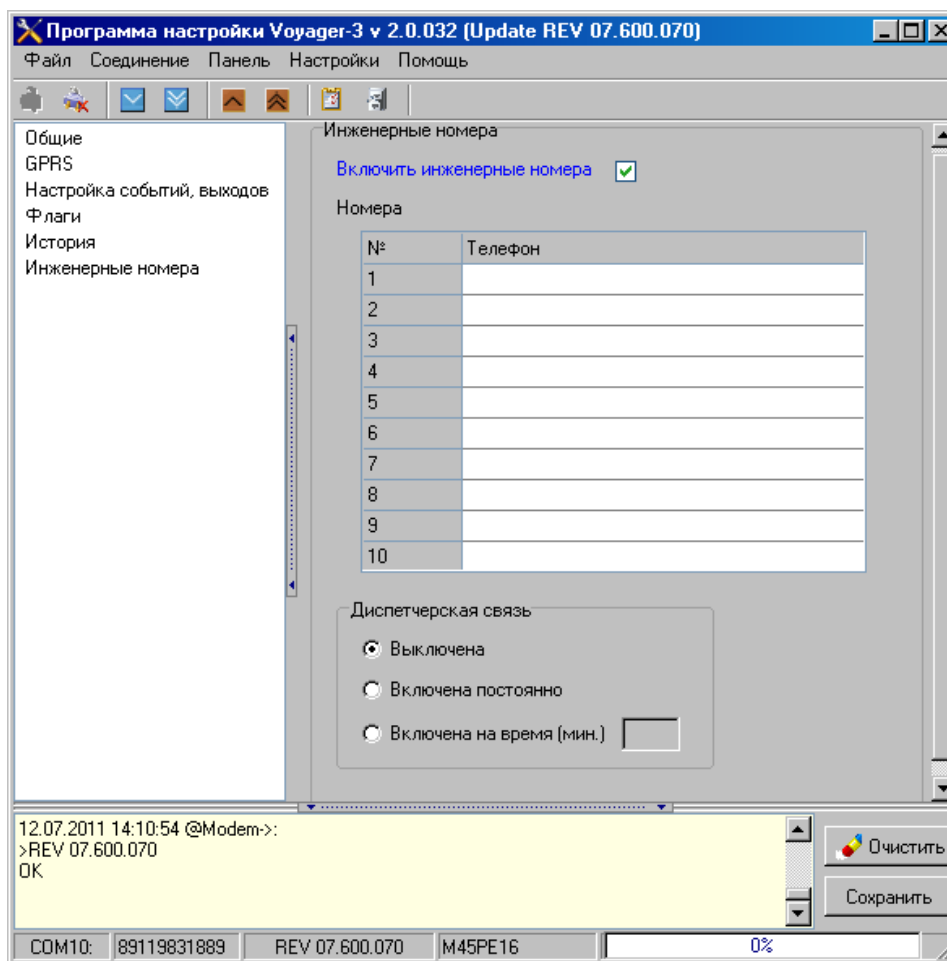 Программа настройки Voyager-3 v 2.0.032 (Update REV 07.600.070)
Файл Соединение Панель Настройки Помощь
Общие
GPRS
Настройка событий, выходов
Флаги
История
Инженерные номера
Инженерные номера
Включить инженерные номера
Номера
№ Телефон
1
2
3
4
5
6
7
8
9
10
Диспетчерская связь
Выключена
Включена постоянно
Включена на время (мин.)
12.07.2011 14:10:54 @Modem->:
>REV 07.600.070
OK
Очистить
Сохранить
COM10: 89119831889 REV 07.600.070 M45PE16 0%